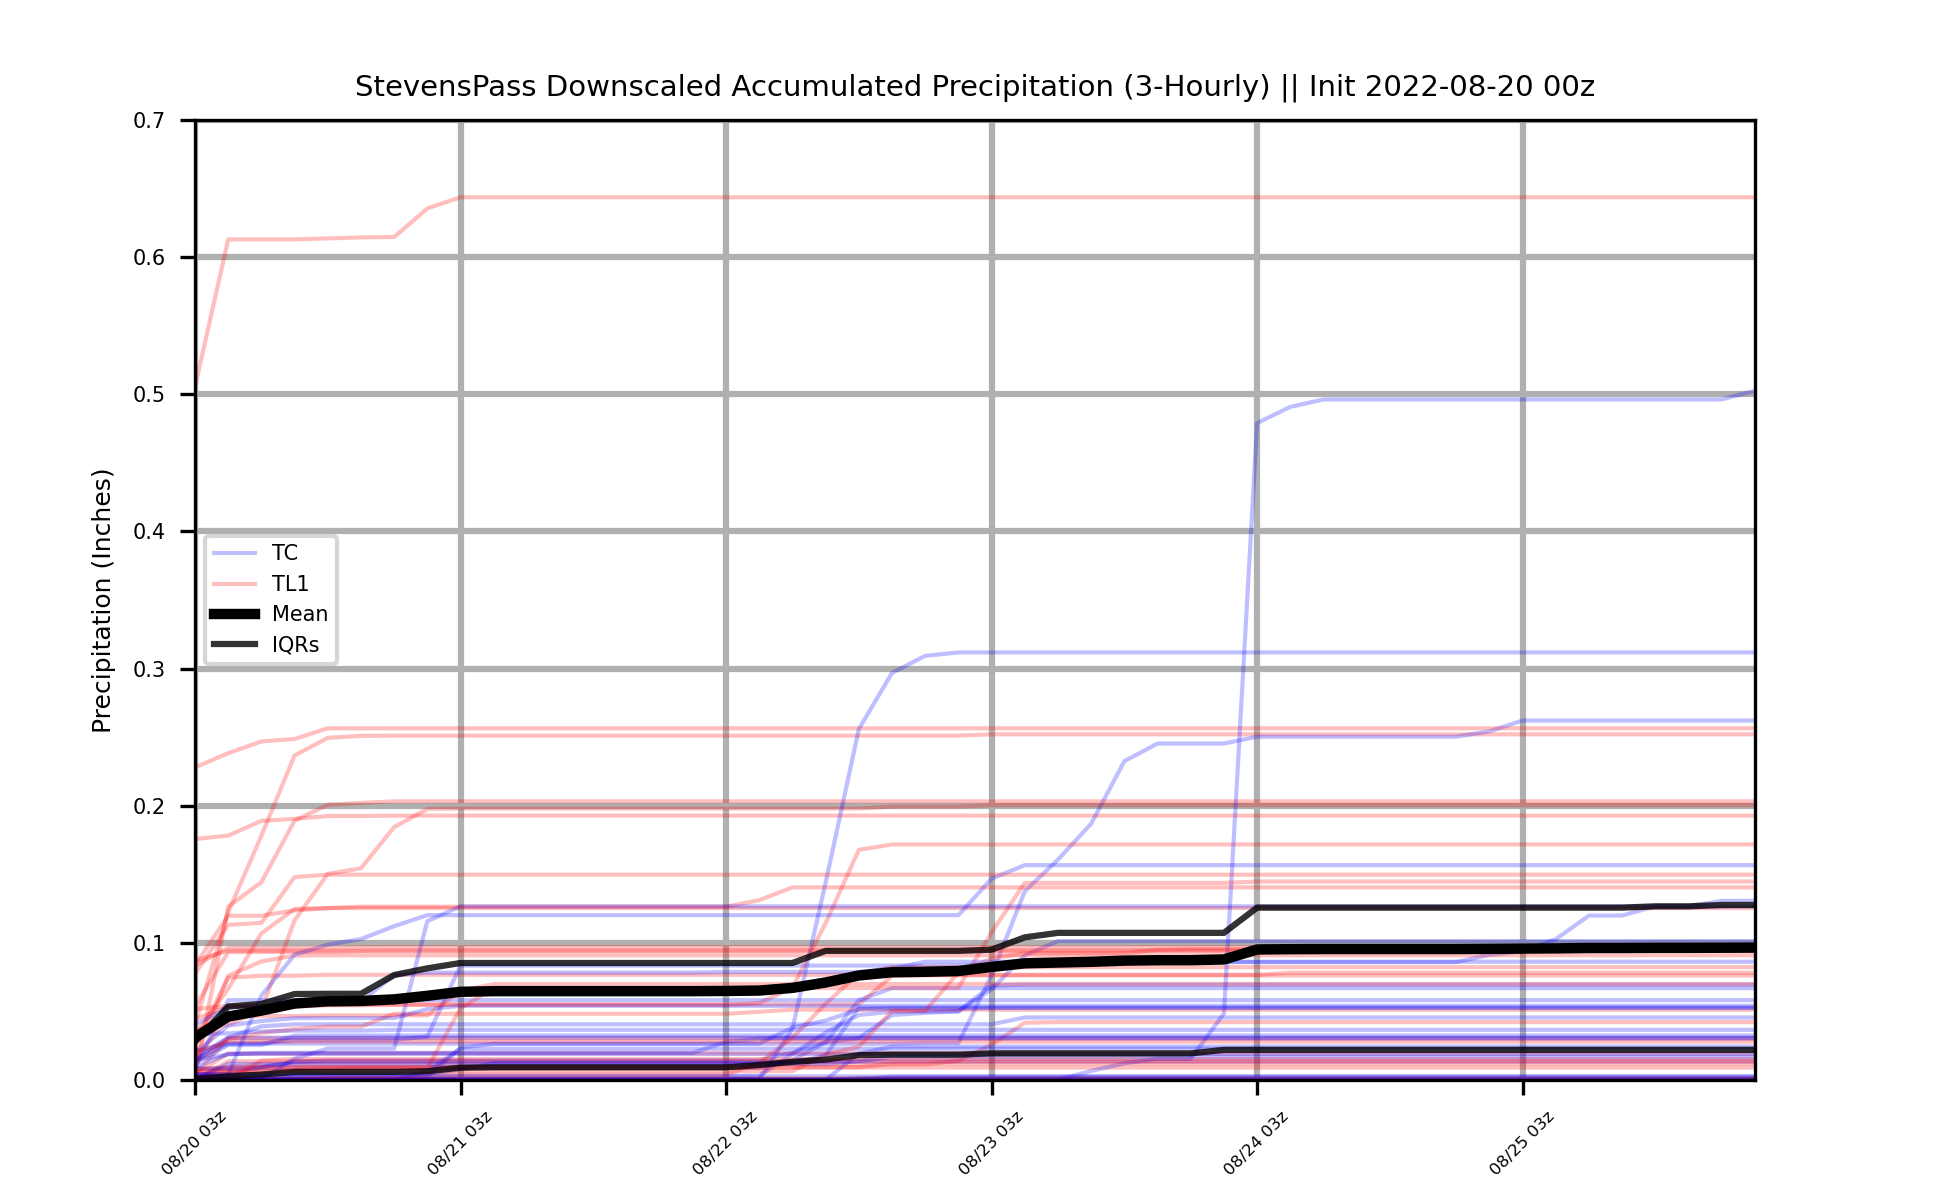 StevensPass Downscaled Accumulated Precipitation (3-Hourly) || Init 2022-08-20 00z
Precipitation (Inches)
0.7
0.6
0.5
0.4
0.3
0.2
0.1
0.0
TC
TL1
Mean
IQRs
08/20 03z
08/21 03z
08/22 03z
08/23 03z
08/24 03z
08/25 03z